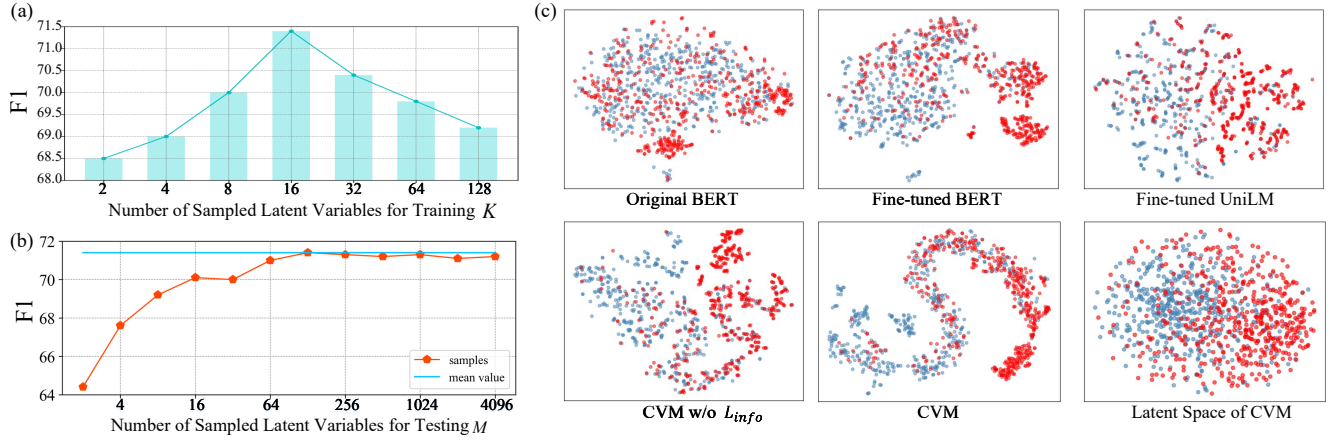 (a)
F1
71.5
71.0
70.5
70.0
69.5
69.0
68.5
68.0
2 4 8 16 32 64 128
Number of Sampled Latent Variables for Training K
(b)
F1
72
70
68
66
64
samples
mean value
4 16 64 256 1024 4096
Number of Sampled Latent Variables for Testing M
(c)
Original BERT
Fine-tuned BERT
Fine-tuned UniLM
CVM w/o L_info
CVM
Latent Space of CVM